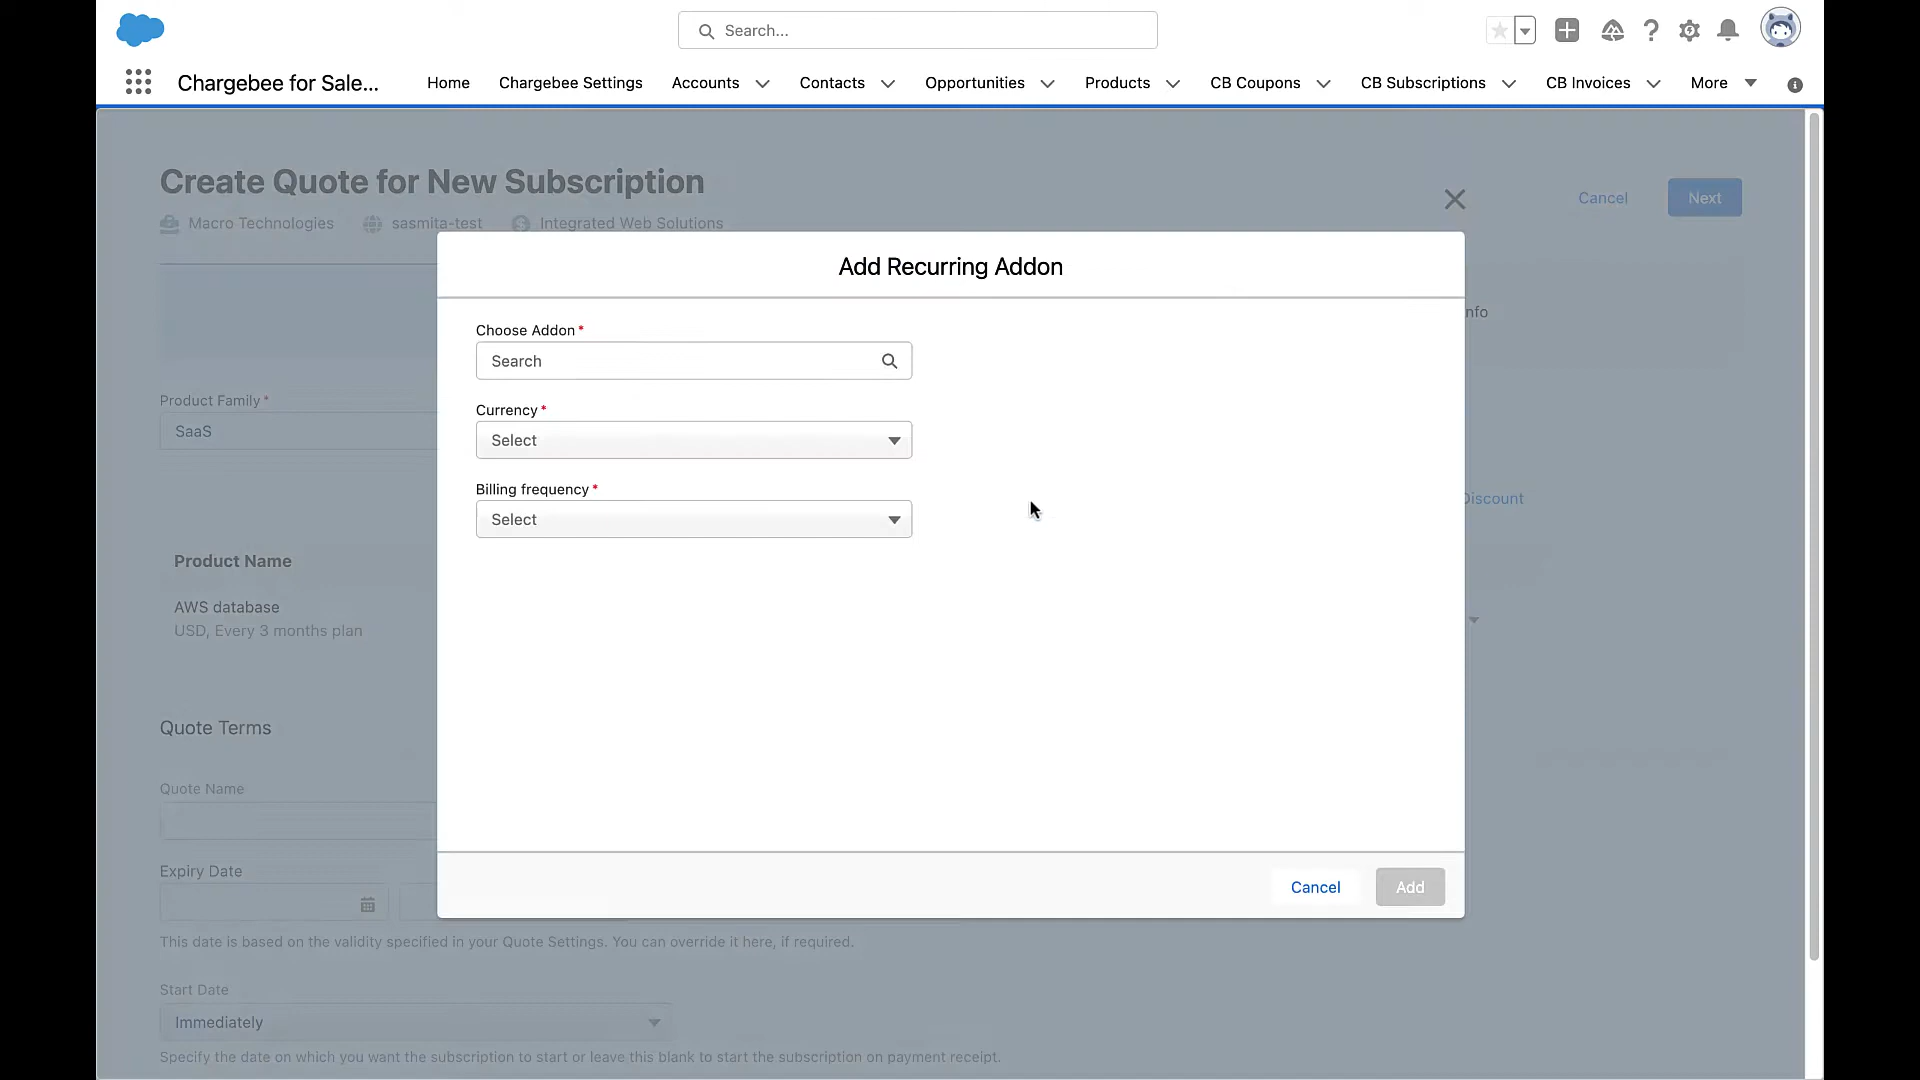 Search...
Chargebee for Sale...
Home
Chargebee Settings
Accounts
Contacts
Opportunities
Products
CB Coupons
CB Subscriptions
CB Invoices
More
Create Quote for New Subscription
Macro Technologies
sasmita-test
Integrated Web Solutions
Cancel
Next
Add Recurring Addon
nfo
Choose Addon*
Search
Currency*
Select
Billing frequency*
Select
Product Family*
SaaS
Discount
Product Name
AWS database
USD, Every 3 months plan
Quote Terms
Quote Name
Expiry Date
Cancel
Add
This date is based on the validity specified in your Quote Settings. You can override it here, if required.
Start Date
Immediately
Specify the date on which you want the subscription to start or leave this blank to start the subscription on payment receipt.